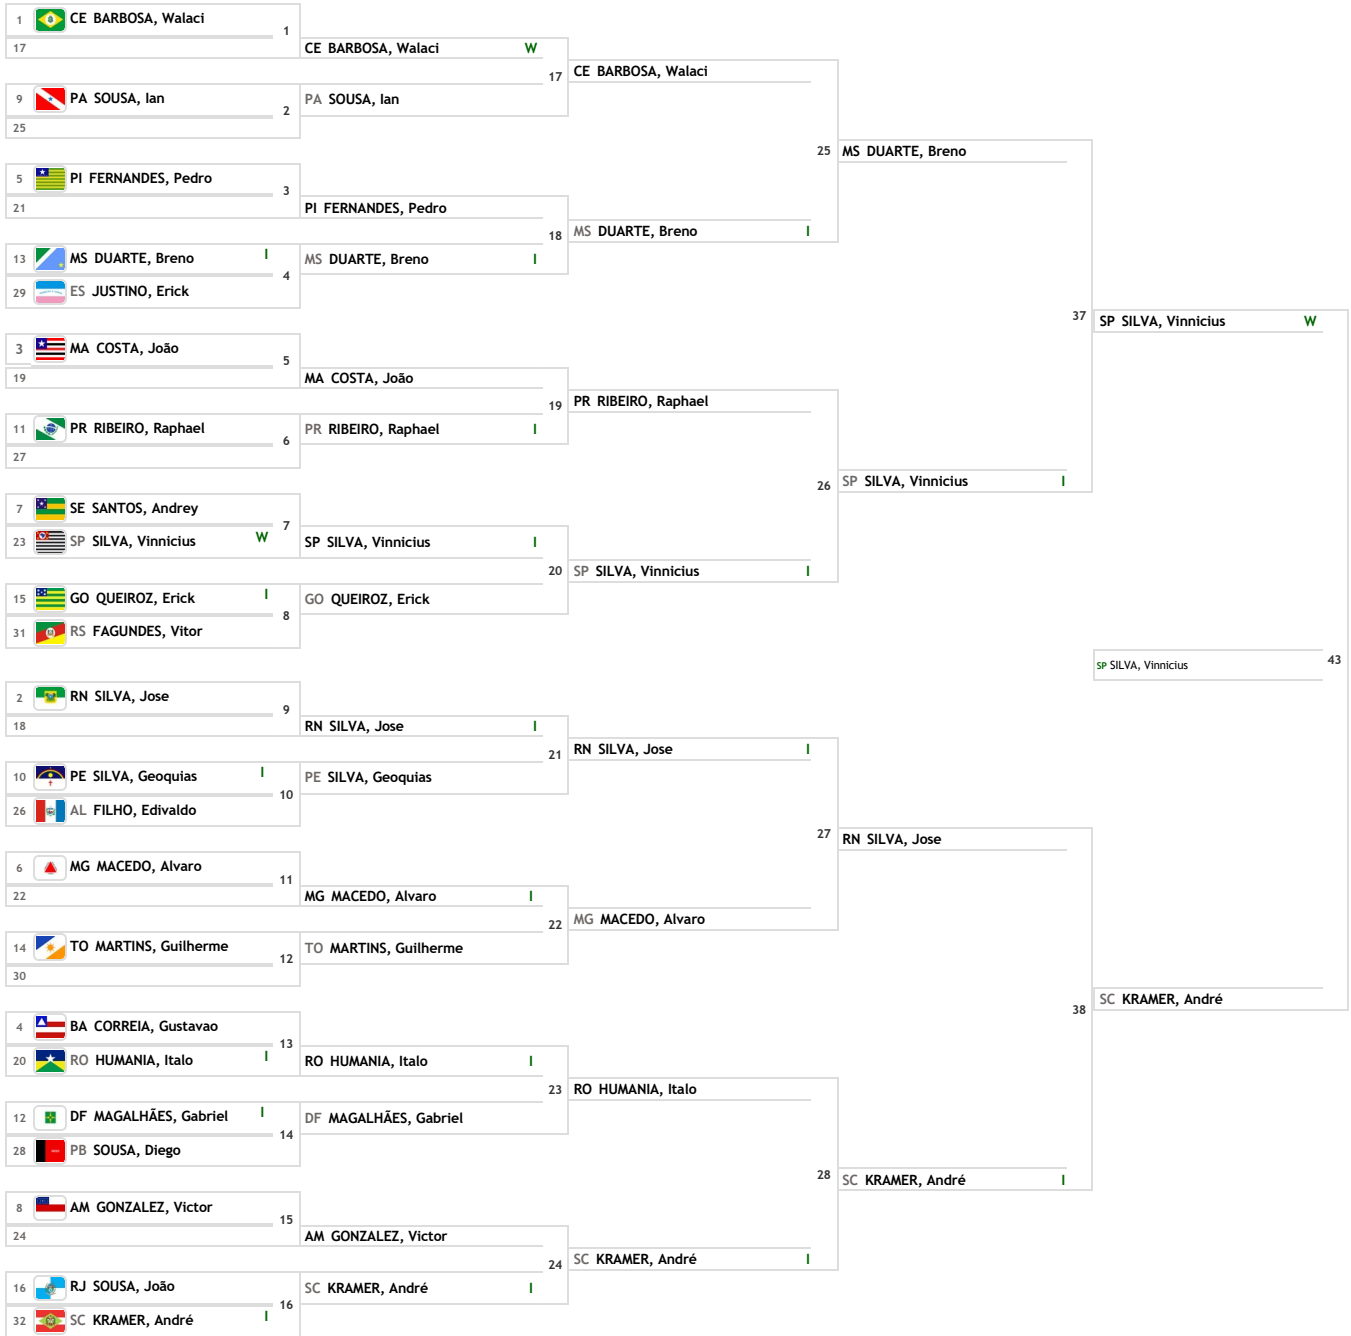 1 CE BARBOSA, Walaci
1
17
CE BARBOSA, Walaci W
17
CE BARBOSA, Walaci
9 PA SOUSA, Ian
2
PA SOUSA, Ian
25
25
MS DUARTE, Breno
5 PI FERNANDES, Pedro
3
21
PI FERNANDES, Pedro
18
MS DUARTE, Breno I
13 MS DUARTE, Breno I
4
MS DUARTE, Breno I
29 ES JUSTINO, Erick
37
SP SILVA, Vinnicius W
3 MA COSTA, João
5
19
MA COSTA, João
19
PR RIBEIRO, Raphael
11 PR RIBEIRO, Raphael
6
PR RIBEIRO, Raphael I
27
26
SP SILVA, Vinnicius I
7 SE SANTOS, Andrey
7
23 SP SILVA, Vinnicius W
SP SILVA, Vinnicius I
20
SP SILVA, Vinnicius I
15 GO QUEIROZ, Erick I
8
GO QUEIROZ, Erick
31 RS FAGUNDES, Vitor
SP SILVA, Vinnicius
43
2 RN SILVA, Jose
9
18
RN SILVA, Jose I
21
RN SILVA, Jose I
10 PE SILVA, Geoquias I
10
PE SILVA, Geoquias
26 AL FILHO, Edivaldo
27
RN SILVA, Jose
6 MG MACEDO, Alvaro
11
22
MG MACEDO, Alvaro I
22
MG MACEDO, Alvaro
14 TO MARTINS, Guilherme
12
TO MARTINS, Guilherme
30
38
SC KRAMER, André
4 BA CORREIA, Gustavao
13
20 RO HUMANIA, Italo I
RO HUMANIA, Italo I
23
RO HUMANIA, Italo
12 DF MAGALHÃES, Gabriel I
14
DF MAGALHÃES, Gabriel
28 PB SOUSA, Diego
28
SC KRAMER, André I
8 AM GONZALEZ, Victor
15
24
AM GONZALEZ, Victor
24
SC KRAMER, André I
16 RJ SOUSA, João
16
SC KRAMER, André I
32 SC KRAMER, André I